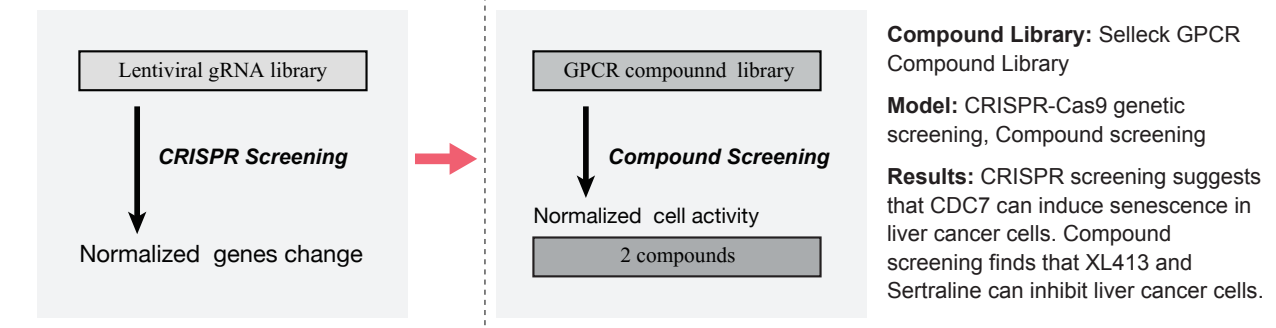 Lentiviral gRNA library
CRISPR Screening
Normalized genes change
GPCR compounnd library
Compound Screening
Normalized cell activity
2 compounds
Compound Library: Selleck GPCR
Compound Library
Model: CRISPR-Cas9 genetic
screening, Compound screening
Results: CRISPR screening suggests
that CDC7 can induce senescence in
liver cancer cells. Compound
screening finds that XL413 and
Sertraline can inhibit liver cancer cells.